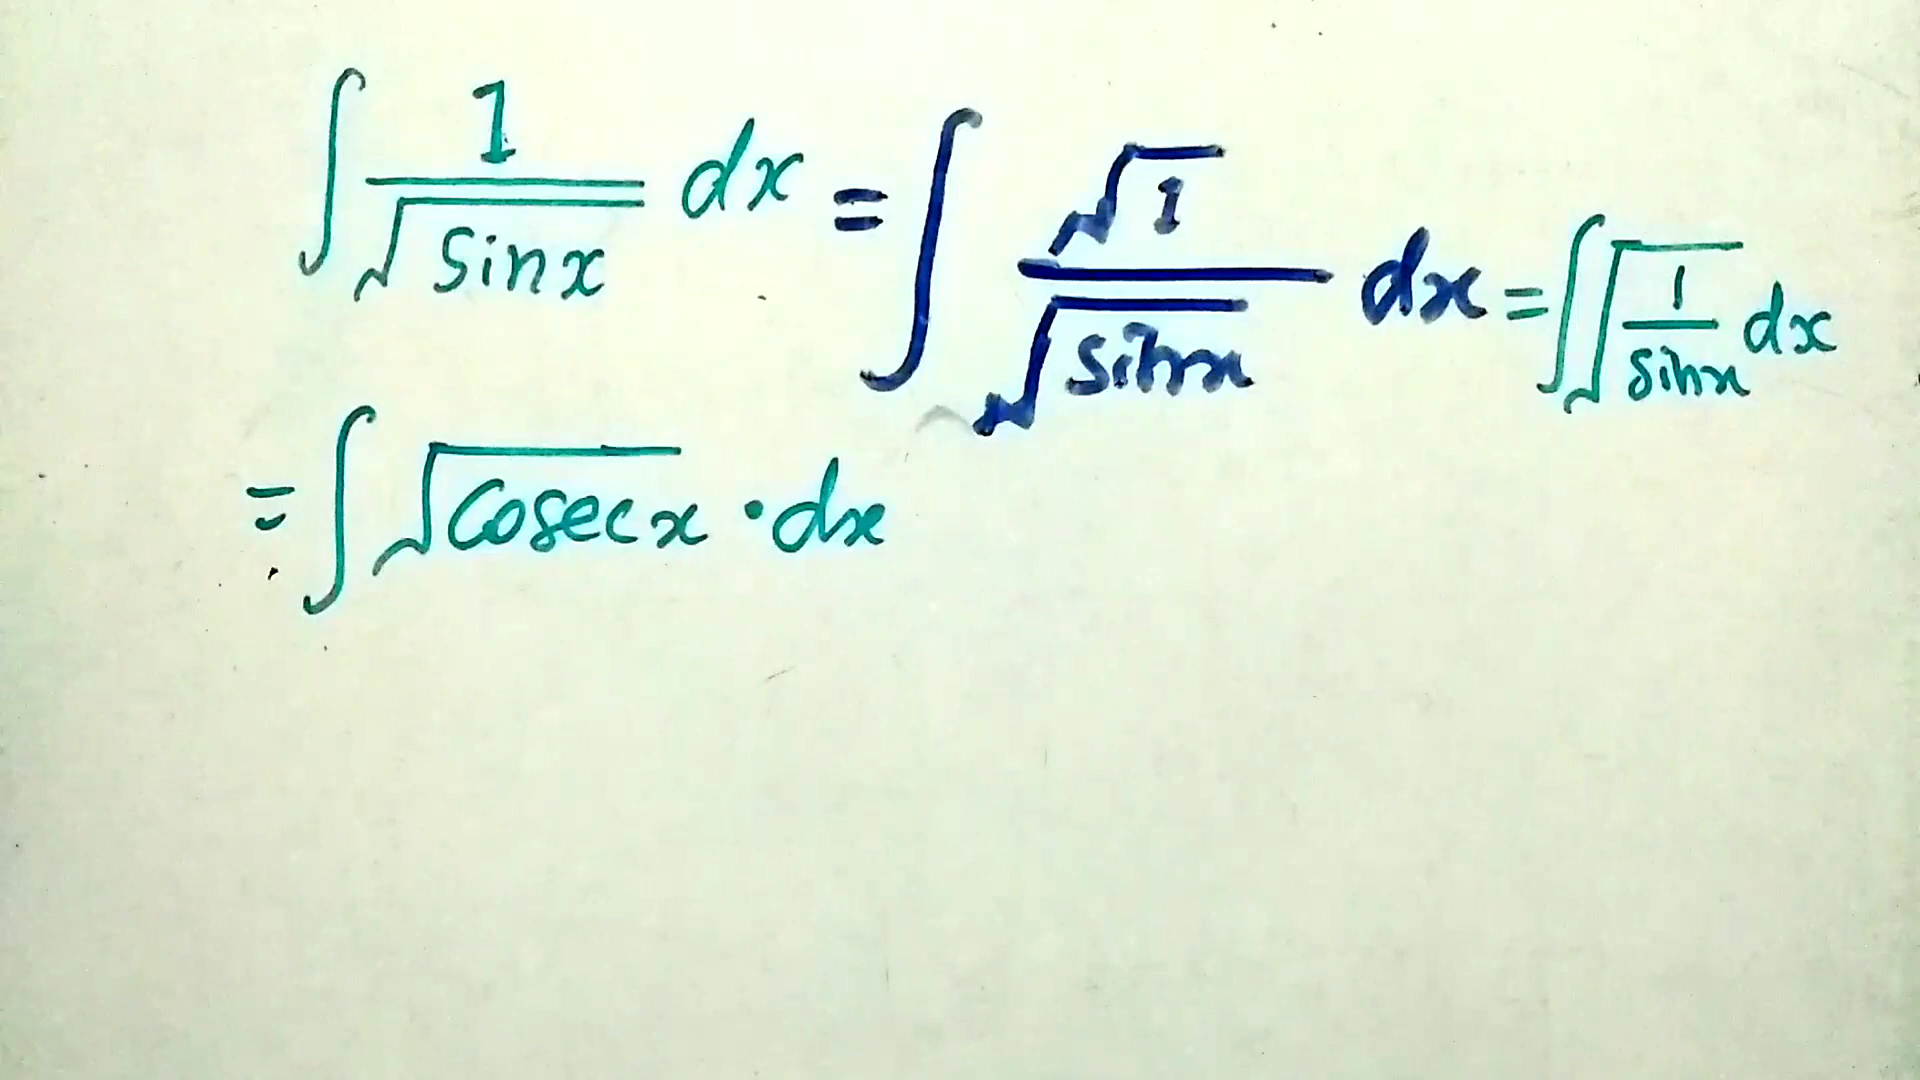 ∫ 1/√(sinx) dx = ∫ √1/√(sinx) dx = ∫ √(1/sinx) dx
= ∫ √(cosecx) · dx